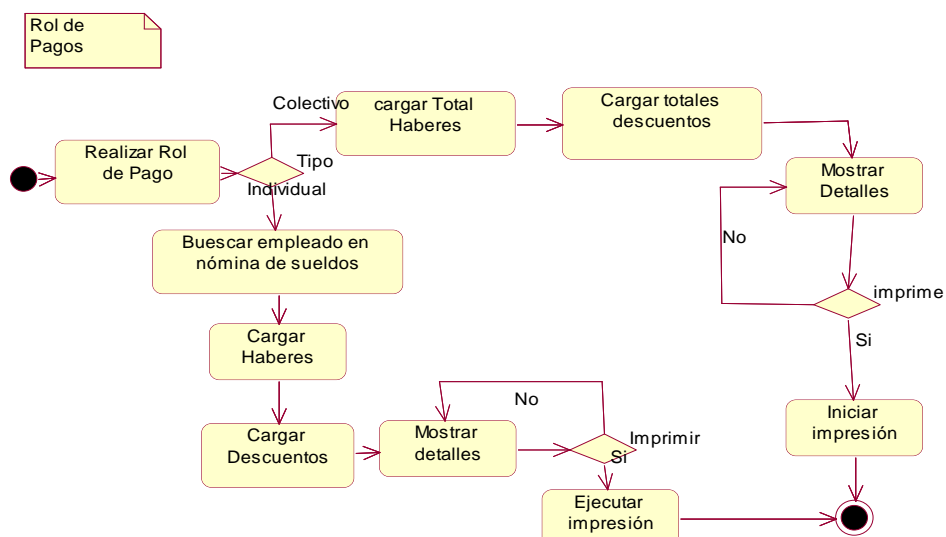 Rol de
Pagos
Colectivo
cargar Total
Haberes
Cargar totales
descuentos
Realizar Rol
de Pago
Tipo
Individual
Mostrar
Detalles
Buescar empleado en
nómina de sueldos
No
imprime
Si
Cargar
Haberes
No
Cargar
Descuentos
Mostrar
detalles
Imprimir
Si
Iniciar
impresión
Ejecutar
impresión